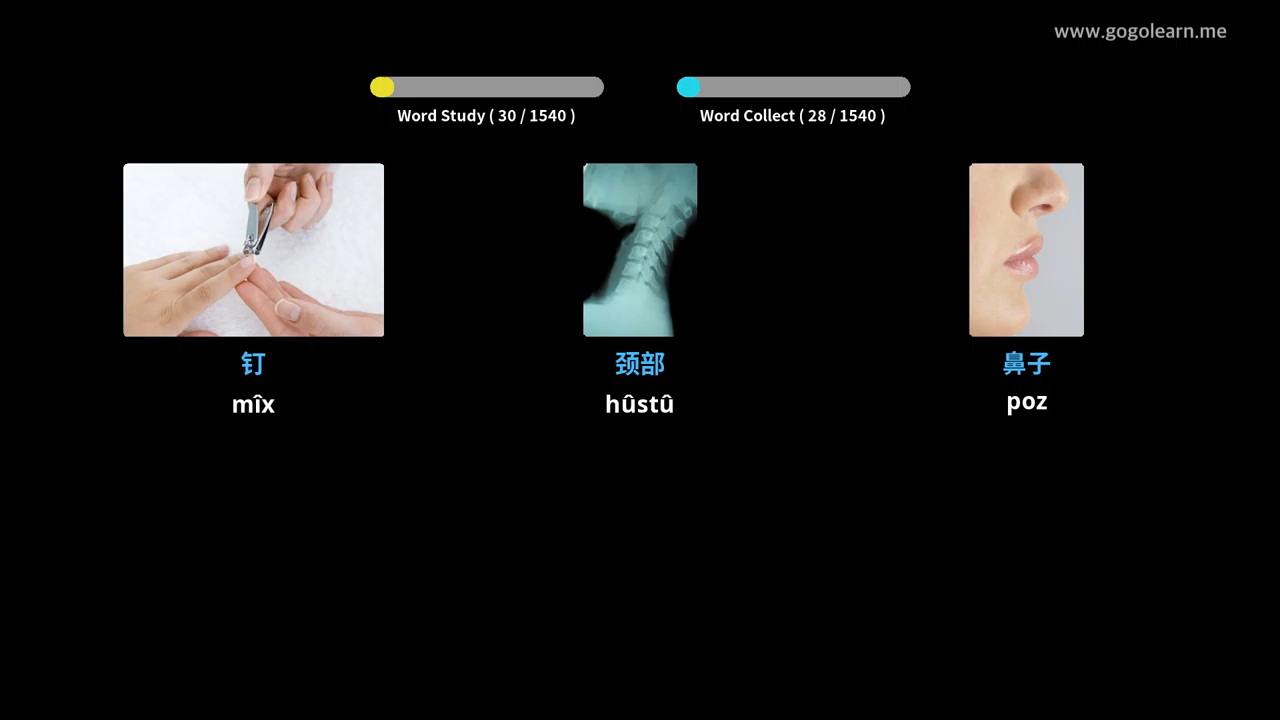 www.gogolearn.me
Word Study ( 30 / 1540 )
Word Collect ( 28 / 1540 )
钉
颈部
鼻子
mîx
hûstû
poz